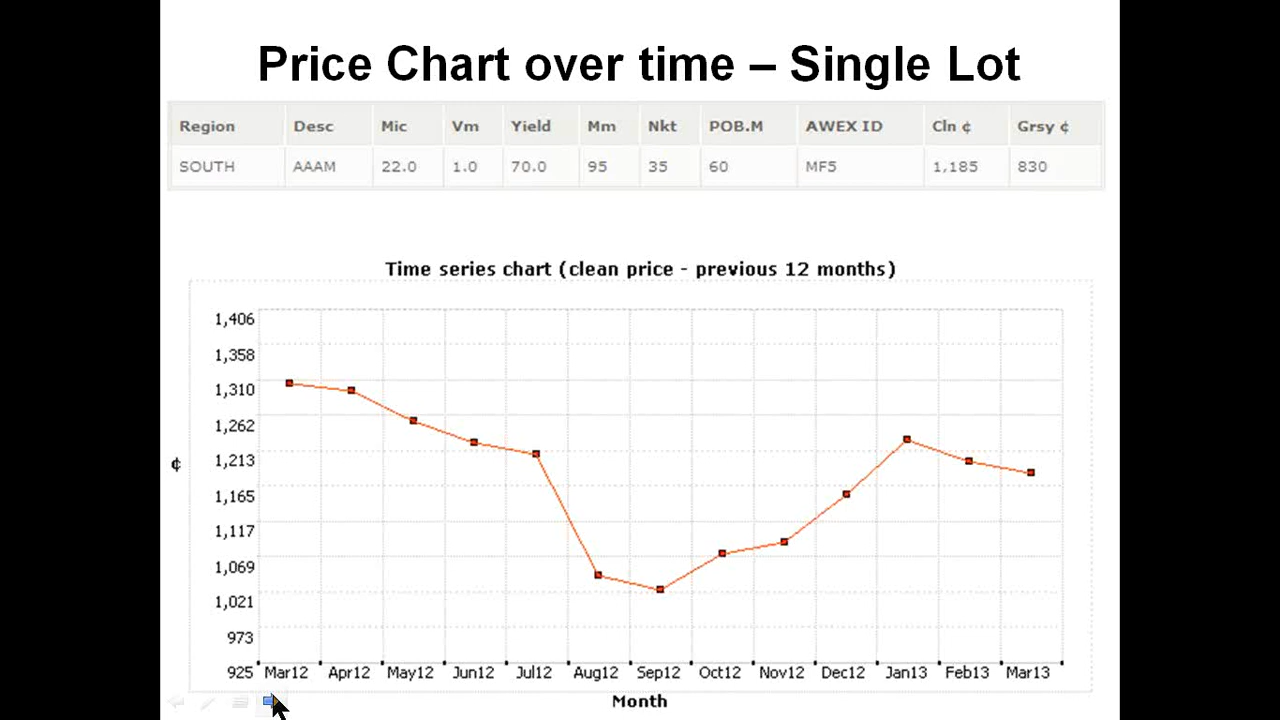 Price Chart over time – Single Lot
Region Desc Mic Vm Yield Mm Nkt POB.M AWEX ID Cln ¢ Grsy ¢
SOUTH AAAM 22.0 1.0 70.0 95 35 60 MF5 1,185 830
Time series chart (clean price - previous 12 months)
1,406
1,358
1,310
1,262
¢ 1,213
1,165
1,117
1,069
1,021
973
925
Mar12 Apr12 May12 Jun12 Jul12 Aug12 Sep12 Oct12 Nov12 Dec12 Jan13 Feb13 Mar13
Month